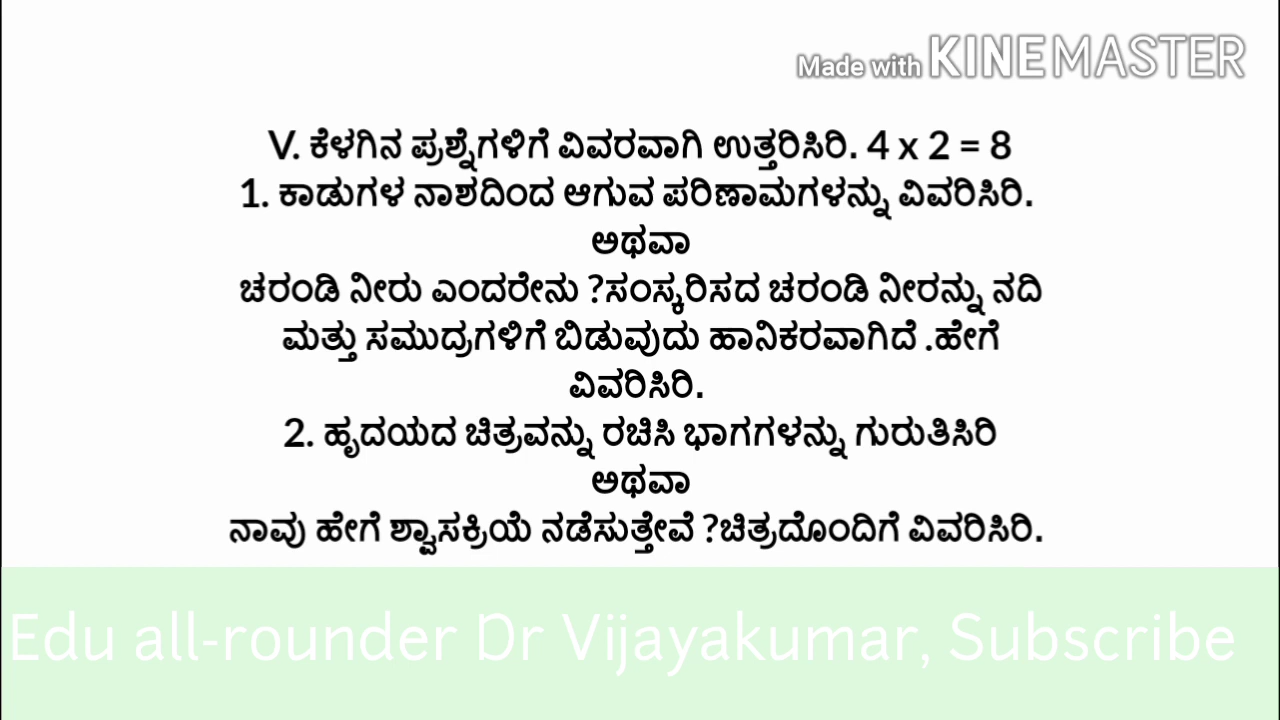 Made with KINEMASTER
V. ಕೆಳಗಿನ ಪ್ರಶ್ನೆಗಳಿಗೆ ವಿವರವಾಗಿ ಉತ್ತರಿಸಿರಿ. 4 x 2 = 8
1. ಕಾಡುಗಳ ನಾಶದಿಂದ ಆಗುವ ಪರಿಣಾಮಗಳನ್ನು ವಿವರಿಸಿರಿ.
ಅಥವಾ
ಚರಂಡಿ ನೀರು ಎಂದರೇನು ?ಸಂಸ್ಕರಿಸದ ಚರಂಡಿ ನೀರನ್ನು ನದಿ
ಮತ್ತು ಸಮುದ್ರಗಳಿಗೆ ಬಿಡುವುದು ಹಾನಿಕರವಾಗಿದೆ .ಹೇಗೆ
ವಿವರಿಸಿರಿ.
2. ಹೃದಯದ ಚಿತ್ರವನ್ನು ರಚಿಸಿ ಭಾಗಗಳನ್ನು ಗುರುತಿಸಿರಿ
ಅಥವಾ
ನಾವು ಹೇಗೆ ಶ್ವಾಸಕ್ರಿಯೆ ನಡೆಸುತ್ತೇವೆ ?ಚಿತ್ರದೊಂದಿಗೆ ವಿವರಿಸಿರಿ.
Edu all-rounder Dr Vijayakumar, Subscribe